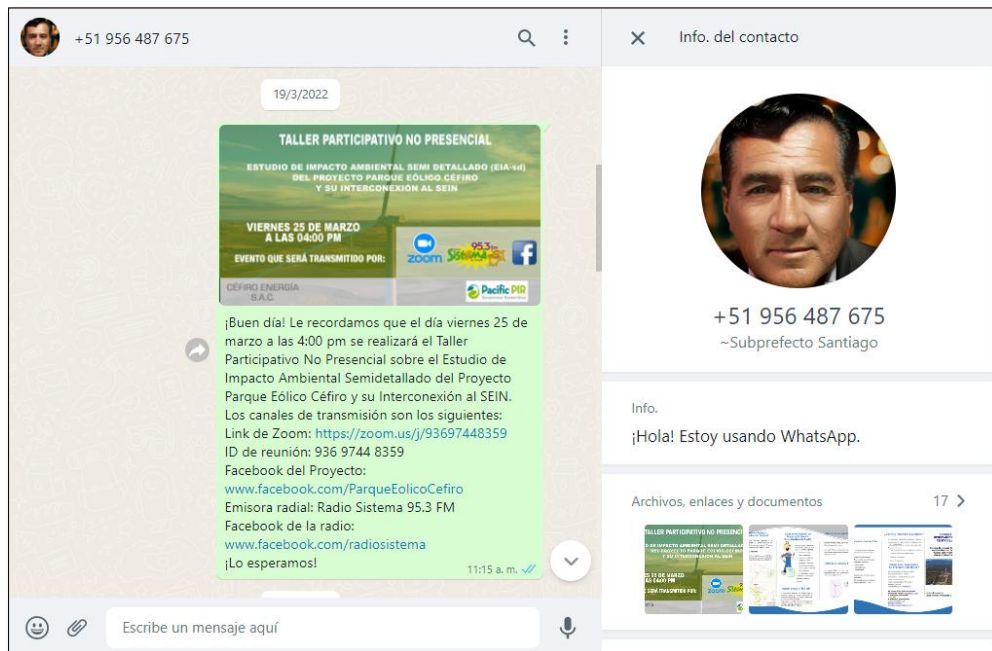 +51 956 487 675
19/3/2022
TALLER PARTICIPATIVO NO PRESENCIAL
ESTUDIO DE IMPACTO AMBIENTAL SEMI DETALLADO (EIA-sd)
DEL PROYECTO PARQUE EÓLICO CÉFIRO
Y SU INTERCONEXIÓN AL SEIN
VIERNES 25 DE MARZO
A LAS 04:00 PM
EVENTO QUE SERÁ TRANSMITIDO POR:
zoom
95.3 FM
Sistema
CÉFIRO ENERGÍA
S.A.C.
Pacific PIR
¡Buen día! Le recordamos que el día viernes 25 de
marzo a las 4:00 pm se realizará el Taller
Participativo No Presencial sobre el Estudio de
Impacto Ambiental Semidetallado del Proyecto
Parque Eólico Céfiro y su Interconexión al SEIN.
Los canales de transmisión son los siguientes:
Link de Zoom: https://zoom.us/j/93697448359
ID de reunión: 936 9744 8359
Facebook del Proyecto:
www.facebook.com/ParqueEolicoCefiro
Emisora radial: Radio Sistema 95.3 FM
Facebook de la radio:
www.facebook.com/radiosistema
¡Lo esperamos!
11:15 a. m.
Escribe un mensaje aquí
Info. del contacto
+51 956 487 675
~Subprefecto Santiago
Info.
¡Hola! Estoy usando WhatsApp.
Archivos, enlaces y documentos 17